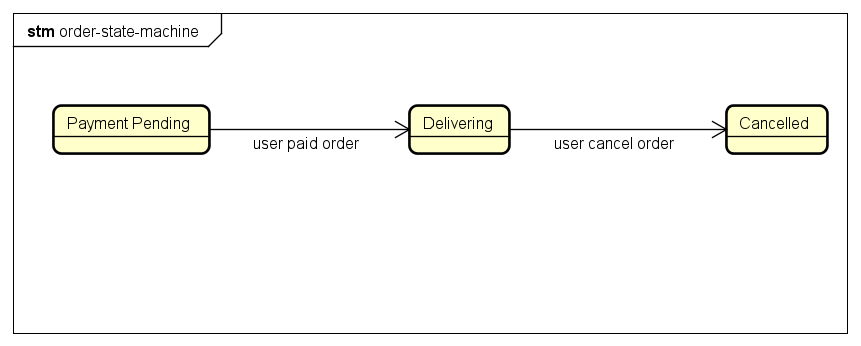 stm order-state-machine
Payment Pending
Delivering
Cancelled
user paid order
user cancel order